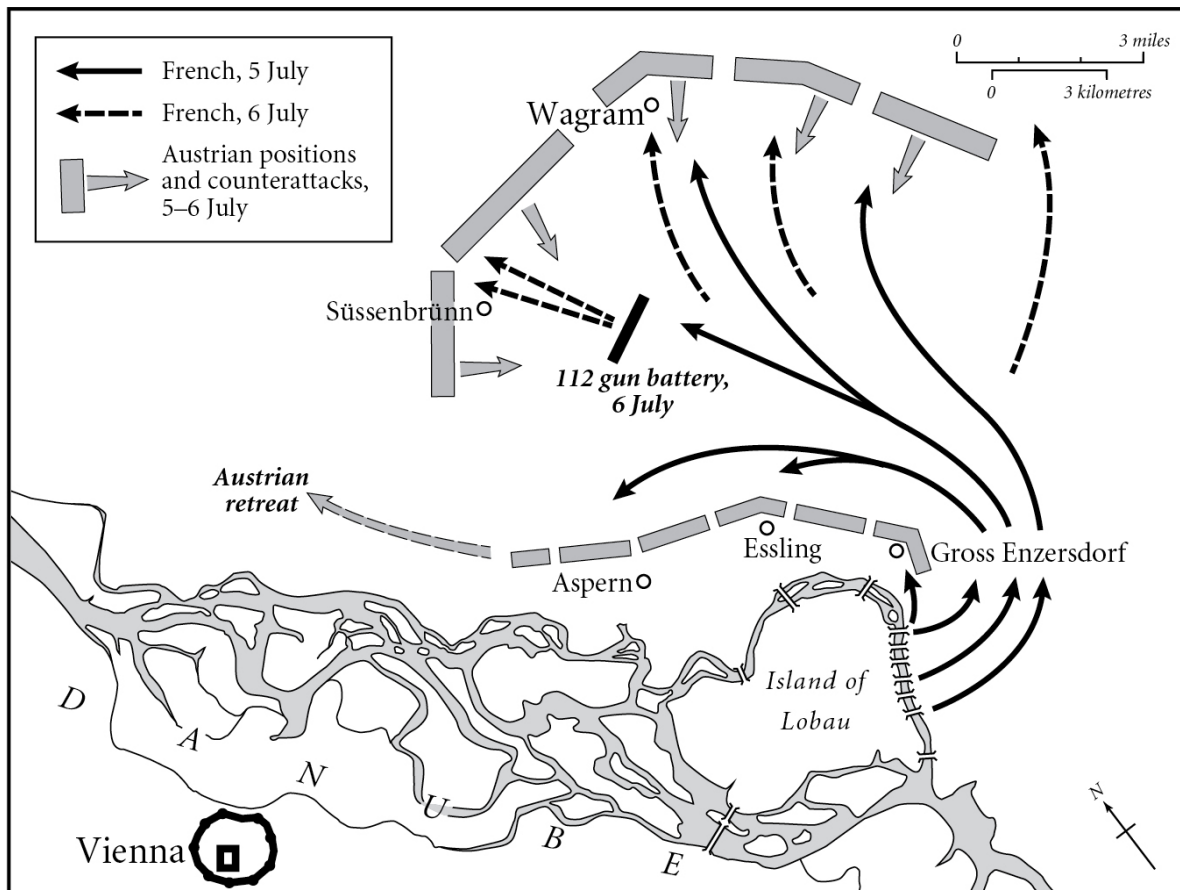 French, 5 July
French, 6 July
Austrian positions
and counterattacks,
5–6 July
0 3 miles
0 3 kilometres
Wagram
Süssenbrünn
112 gun battery,
6 July
Austrian
retreat
Essling
Gross Enzersdorf
Aspern
Island of
Lobau
D A N U B E
Vienna
N